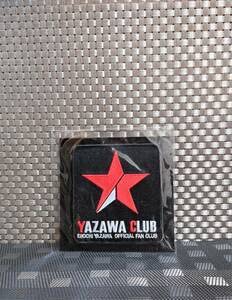 YAZAWA CLUB
EIKICHI YAZAWA OFFICIAL FAN CLUB